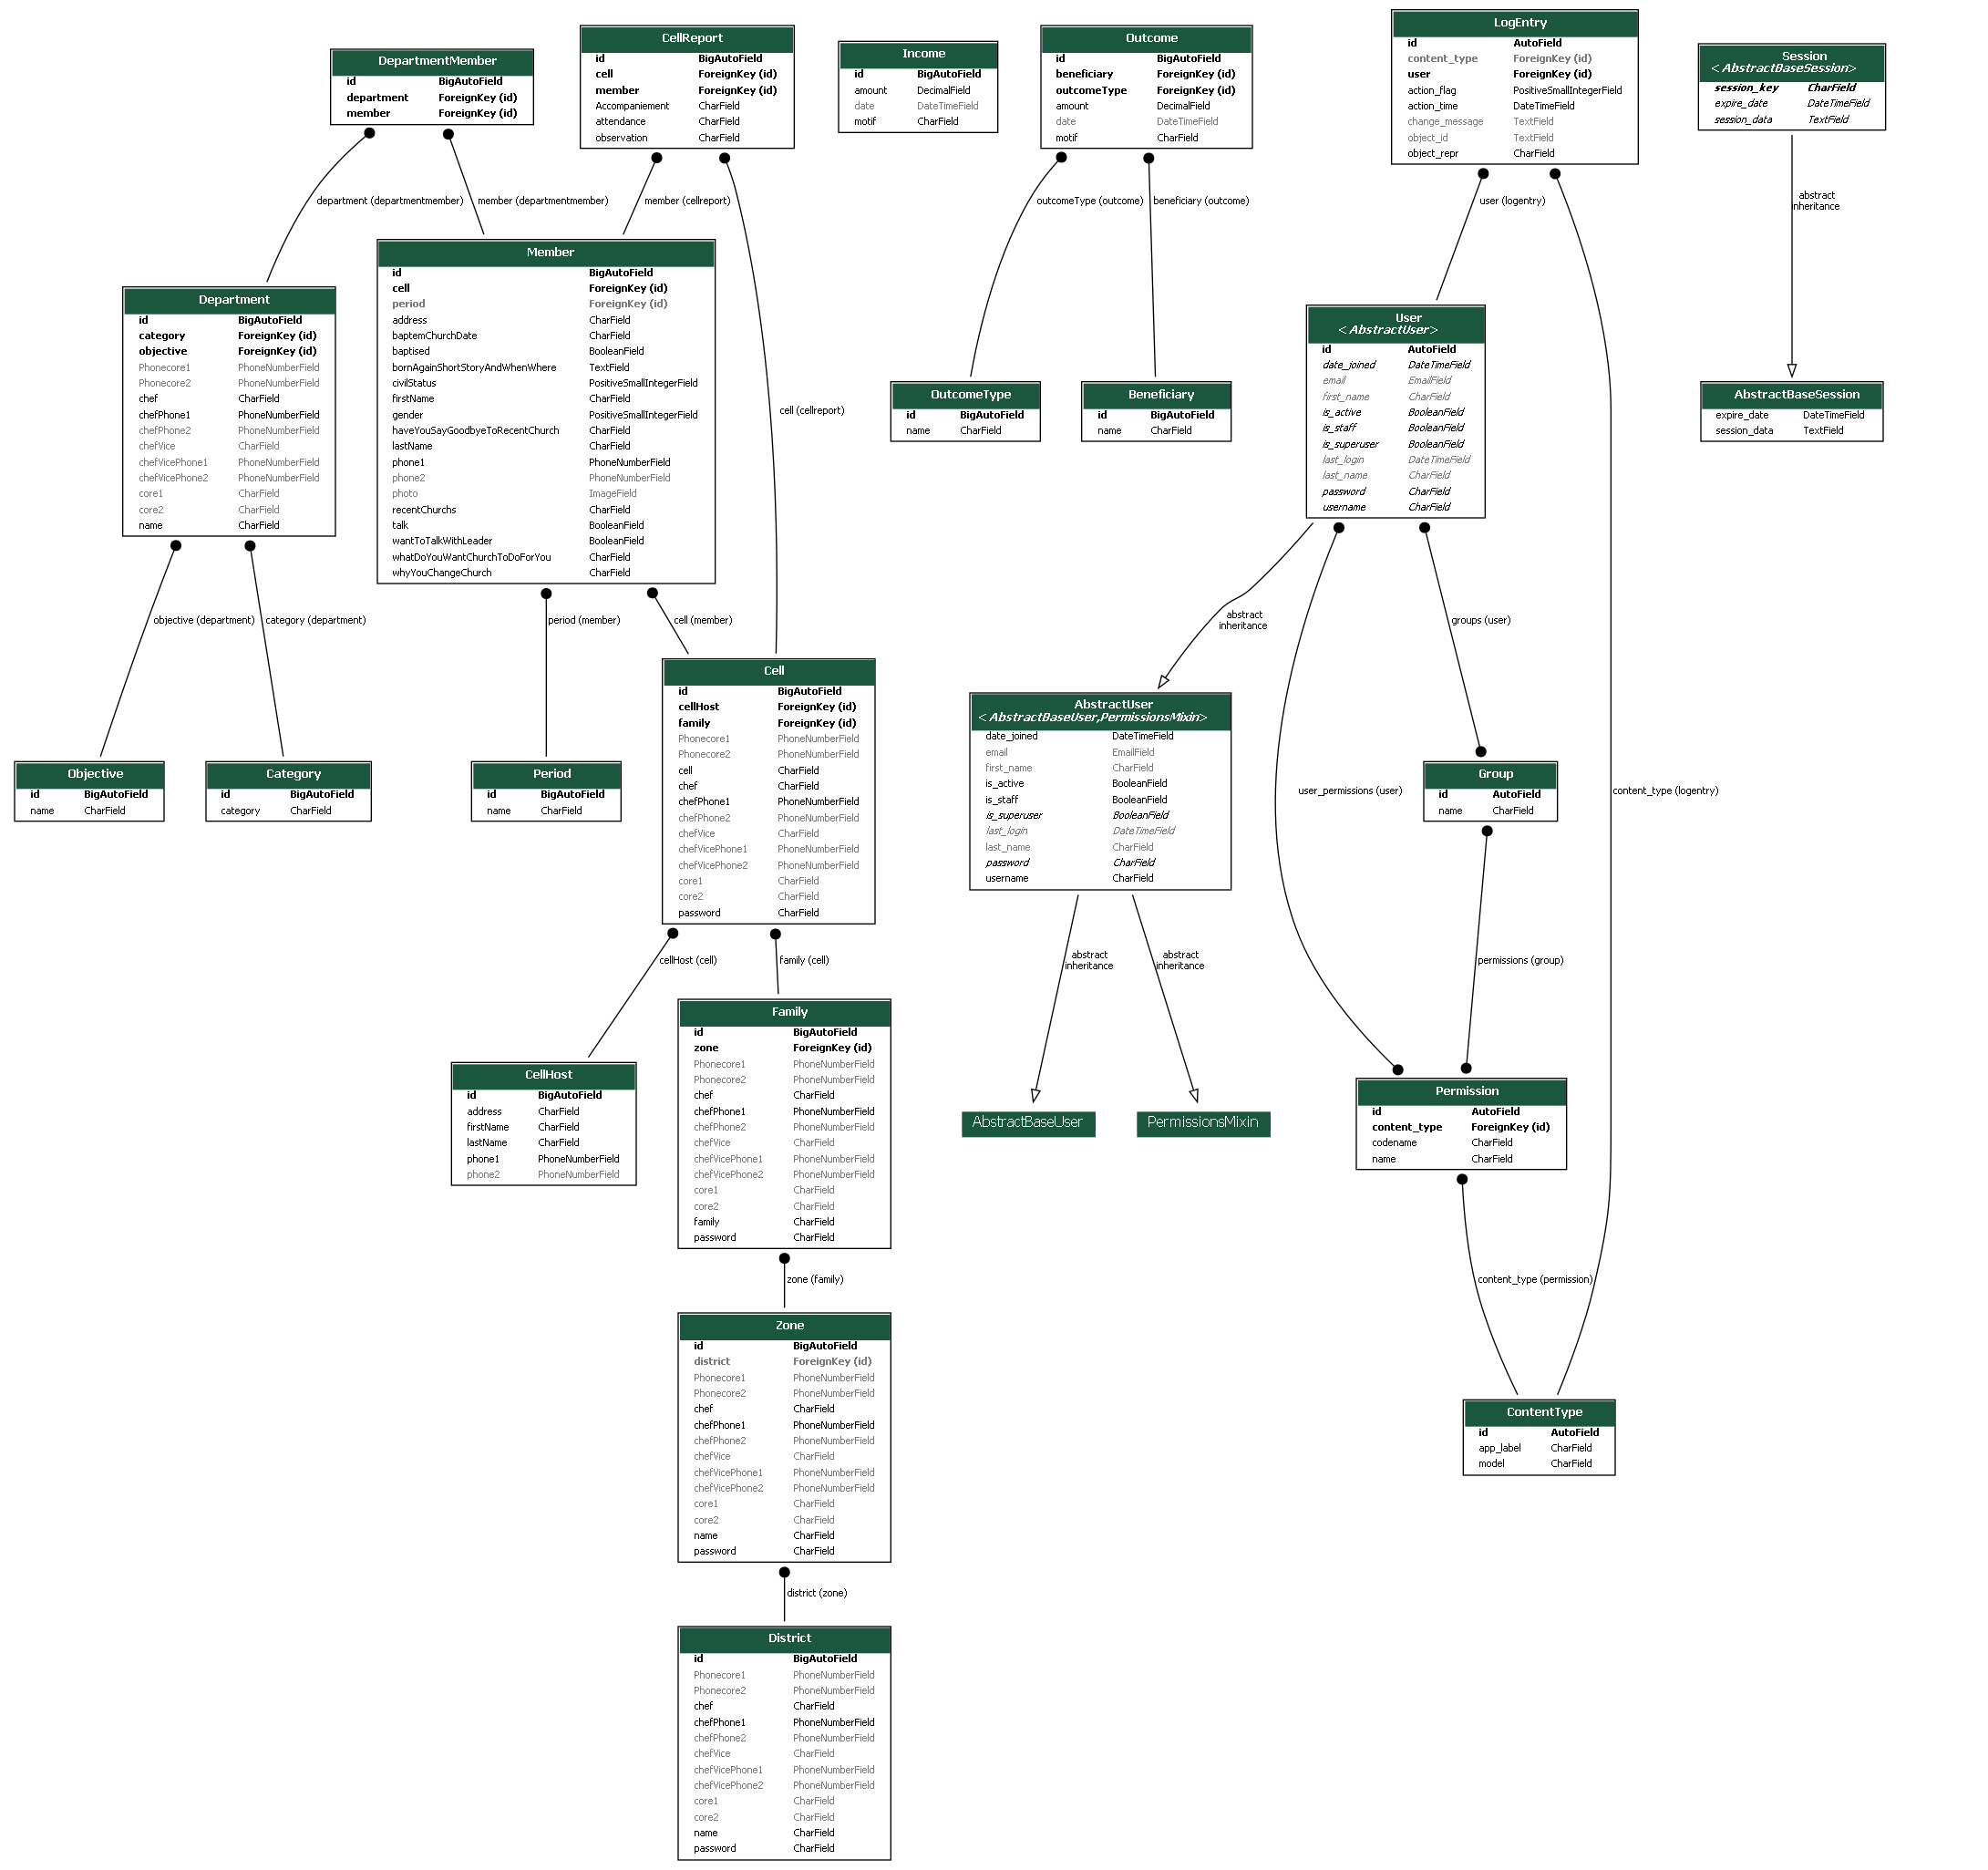 DepartmentMember
id BigAutoField
department ForeignKey (id)
member ForeignKey (id)
CellReport
id BigAutoField
cell ForeignKey (id)
member ForeignKey (id)
Accompaniement CharField
attendance CharField
observation CharField
Income
id BigAutoField
amount DecimalField
date DateTimeField
motif CharField
Outcome
id BigAutoField
beneficiary ForeignKey (id)
outcomeType ForeignKey (id)
amount DecimalField
date DateTimeField
motif CharField
LogEntry
id AutoField
content_type ForeignKey (id)
user ForeignKey (id)
action_flag PositiveSmallIntegerField
action_time DateTimeField
change_message TextField
object_id TextField
object_repr CharField
Session
<AbstractBaseSession>
session_key CharField
expire_date DateTimeField
session_data TextField
department (departmentmember)
member (departmentmember)
member (cellreport)
outcomeType (outcome)
beneficiary (outcome)
user (logentry)
abstract
inheritance
Department
id BigAutoField
category ForeignKey (id)
objective ForeignKey (id)
Phonecore1 PhoneNumberField
Phonecore2 PhoneNumberField
chef CharField
chefPhone1 PhoneNumberField
chefPhone2 PhoneNumberField
chefVice CharField
chefVicePhone1 PhoneNumberField
chefVicePhone2 PhoneNumberField
core1 CharField
core2 CharField
name CharField
Member
id BigAutoField
cell ForeignKey (id)
period ForeignKey (id)
address CharField
baptemChurchDate CharField
baptised BooleanField
bornAgainShortStoryAndWhenWhere TextField
civilStatus PositiveSmallIntegerField
firstName CharField
gender PositiveSmallIntegerField
haveYouSayGoodbyeToRecentChurch CharField
lastName CharField
phone1 PhoneNumberField
phone2 PhoneNumberField
photo ImageField
recentChurchs CharField
talk BooleanField
wantToTalkWithLeader BooleanField
whatDoYouWantChurchToDoForYou CharField
whyYouChangeChurch CharField
cell (cellreport)
OutcomeType
id BigAutoField
name CharField
Beneficiary
id BigAutoField
name CharField
User
<AbstractUser>
id AutoField
date_joined DateTimeField
email EmailField
first_name CharField
is_active BooleanField
is_staff BooleanField
is_superuser BooleanField
last_login DateTimeField
last_name CharField
password CharField
username CharField
AbstractBaseSession
expire_date DateTimeField
session_data TextField
objective (department)
category (department)
period (member)
cell (member)
abstract
inheritance
groups (user)
Objective
id BigAutoField
name CharField
Category
id BigAutoField
category CharField
Period
id BigAutoField
name CharField
Cell
id BigAutoField
cellHost ForeignKey (id)
family ForeignKey (id)
Phonecore1 PhoneNumberField
Phonecore2 PhoneNumberField
cell CharField
chef CharField
chefPhone1 PhoneNumberField
chefPhone2 PhoneNumberField
chefVice CharField
chefVicePhone1 PhoneNumberField
chefVicePhone2 PhoneNumberField
core1 CharField
core2 CharField
password CharField
AbstractUser
<AbstractBaseUser,PermissionsMixin>
date_joined DateTimeField
email EmailField
first_name CharField
is_active BooleanField
is_staff BooleanField
is_superuser BooleanField
last_login DateTimeField
last_name CharField
password CharField
username CharField
user_permissions (user)
Group
id AutoField
name CharField
content_type (logentry)
cellHost (cell)
family (cell)
abstract
inheritance
abstract
inheritance
permissions (group)
CellHost
id BigAutoField
address CharField
firstName CharField
lastName CharField
phone1 PhoneNumberField
phone2 PhoneNumberField
Family
id BigAutoField
zone ForeignKey (id)
Phonecore1 PhoneNumberField
Phonecore2 PhoneNumberField
chef CharField
chefPhone1 PhoneNumberField
chefPhone2 PhoneNumberField
chefVice CharField
chefVicePhone1 PhoneNumberField
chefVicePhone2 PhoneNumberField
core1 CharField
core2 CharField
family CharField
password CharField
AbstractBaseUser
PermissionsMixin
Permission
id AutoField
content_type ForeignKey (id)
codename CharField
name CharField
zone (family)
content_type (permission)
Zone
id BigAutoField
district ForeignKey (id)
Phonecore1 PhoneNumberField
Phonecore2 PhoneNumberField
chef CharField
chefPhone1 PhoneNumberField
chefPhone2 PhoneNumberField
chefVice CharField
chefVicePhone1 PhoneNumberField
chefVicePhone2 PhoneNumberField
core1 CharField
core2 CharField
name CharField
password CharField
ContentType
id AutoField
app_label CharField
model CharField
district (zone)
District
id BigAutoField
Phonecore1 PhoneNumberField
Phonecore2 PhoneNumberField
chef CharField
chefPhone1 PhoneNumberField
chefPhone2 PhoneNumberField
chefVice CharField
chefVicePhone1 PhoneNumberField
chefVicePhone2 PhoneNumberField
core1 CharField
core2 CharField
name CharField
password CharField